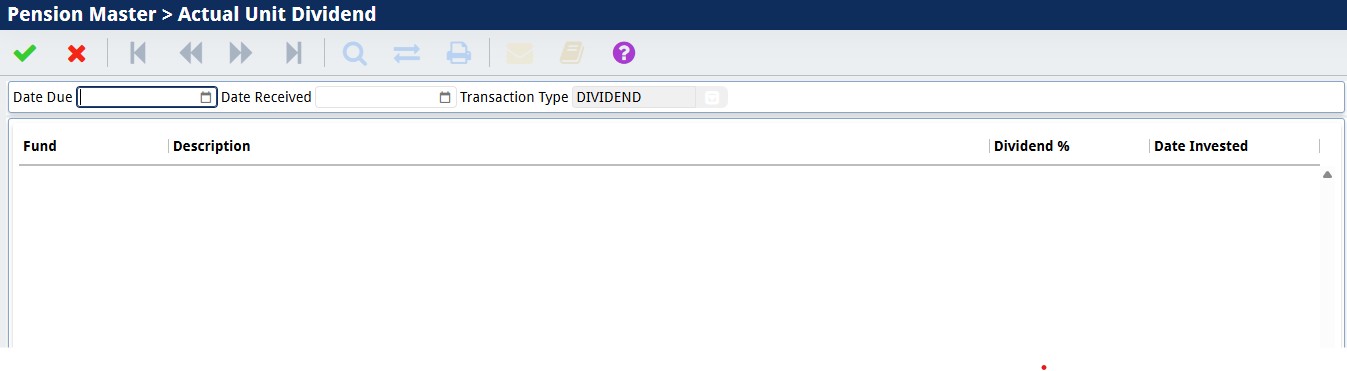 Pension Master > Actual Unit Dividend
?
Date Due Date Received Transaction Type DIVIDEND
Fund Description Dividend % Date Invested